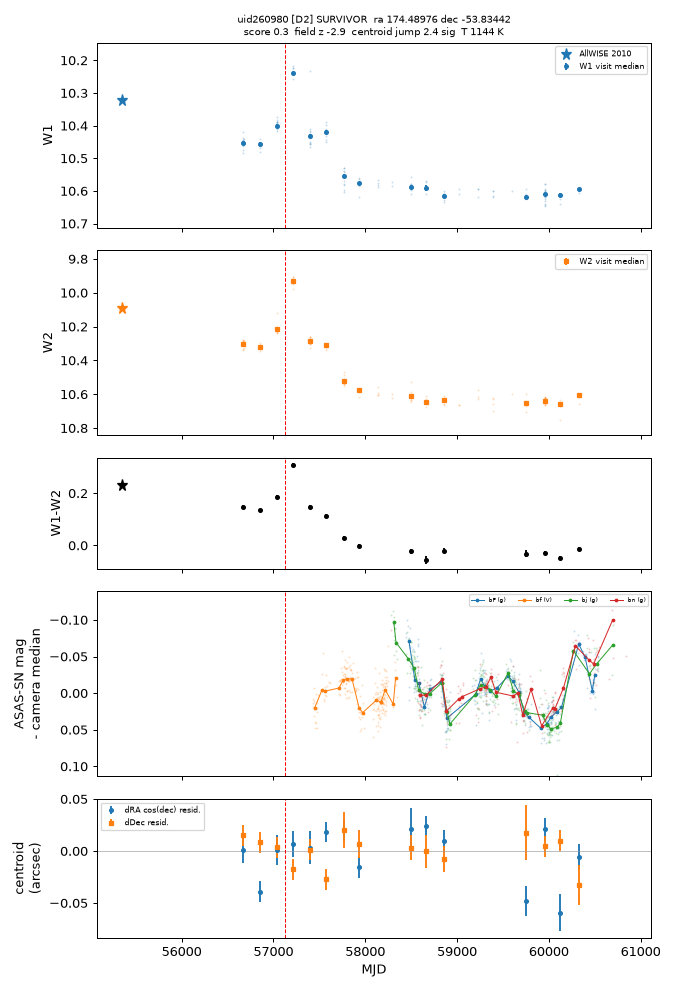 uid260980 [D2] SURVIVOR  ra 174.48976 dec -53.83442
score 0.3  field z -2.9  centroid jump 2.4 sig  T 1144 K
W1
10.2
10.3
10.4
10.5
10.6
10.7
AllWISE 2010
W1 visit median
W2
9.8
10.0
10.2
10.4
10.6
10.8
W2 visit median
W1-W2
0.2
0.0
ASAS-SN mag
- camera median
−0.10
−0.05
0.00
0.05
0.10
bF (g)
bf (V)
bj (g)
bn (g)
centroid
(arcsec)
0.05
0.00
−0.05
dRA cos(dec) resid.
dDec resid.
56000
57000
58000
59000
60000
61000
MJD